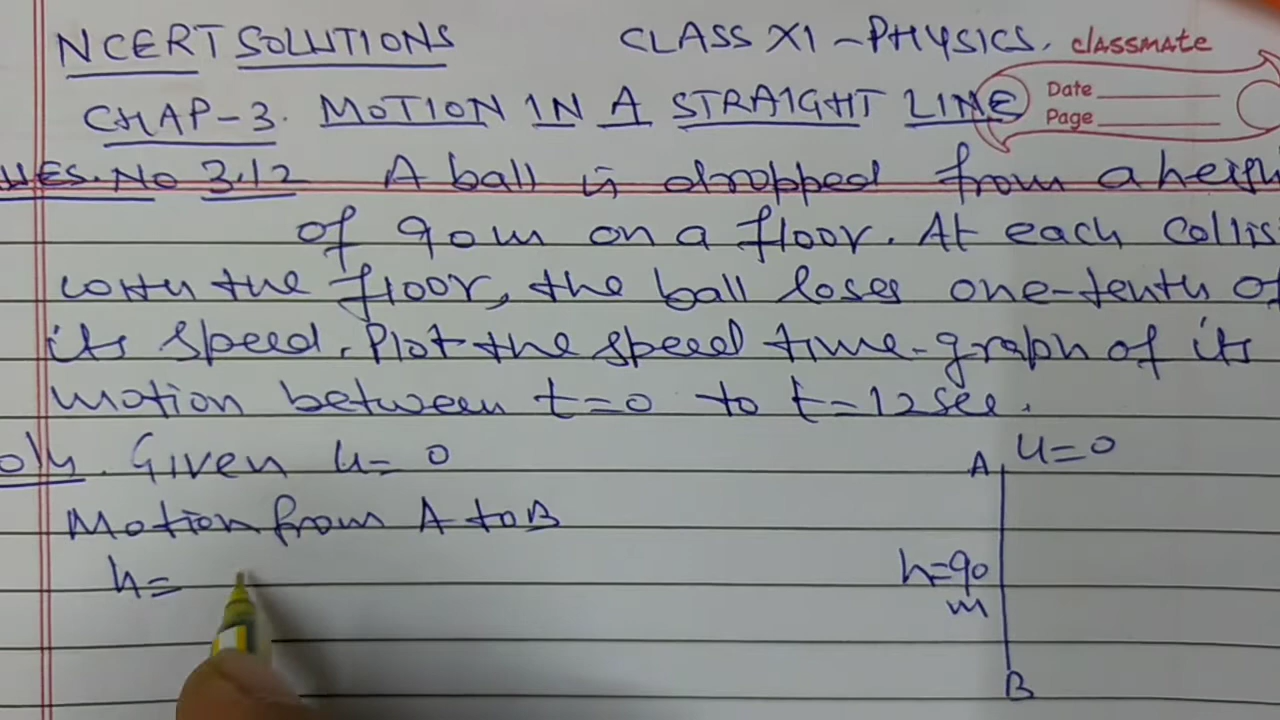 NCERT SOLUTIONS CLASS XI - PHYSICS. classmate
CHAP-3. MOTION IN A STRAIGHT LINE
Date
Page
UES. No 3.12 A ball is dropped from a heigh
of 90m on a floor. At each collis
with the floor, the ball loses one-tenth of
its speed. Plot the speed time-graph of its
motion between t=0 to t=12sec.
oln. Given u=0
A u=0
Motion from A to B
h=
h=90
m
B